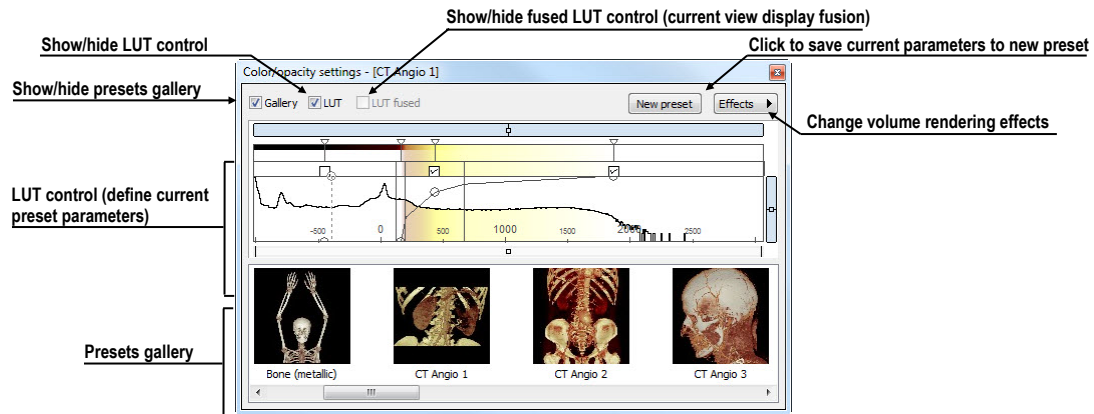 Show/hide fused LUT control (current view display fusion)
Show/hide LUT control
Click to save current parameters to new preset
Color/opacity settings - [CT Angio 1]
Show/hide presets gallery
Gallery LUT LUT fused New preset Effects
Change volume rendering effects
LUT control (define current
preset parameters)
-500 0 500 1000 1500 2000 2500
Presets gallery
Bone (metallic) CT Angio 1 CT Angio 2 CT Angio 3